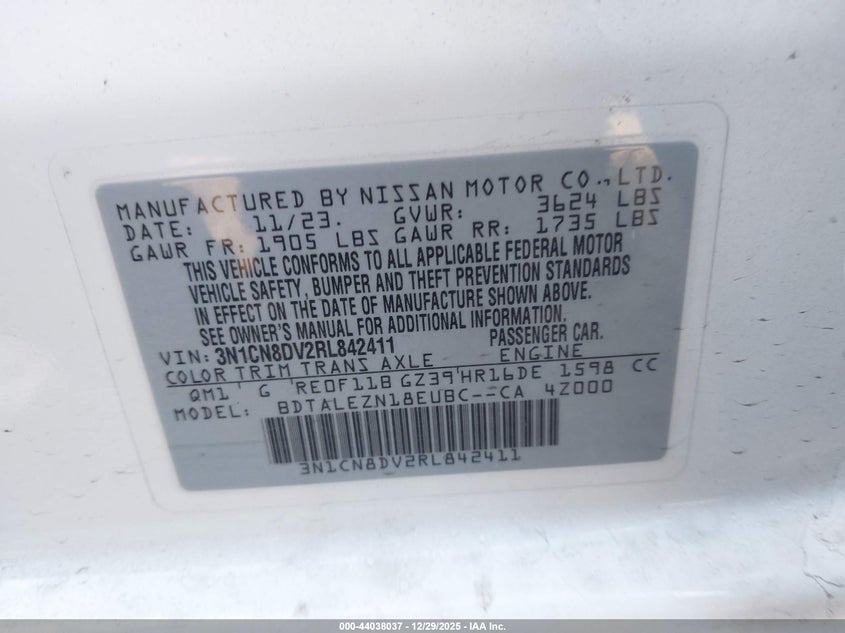 MANUFACTURED BY NISSAN MOTOR CO., LTD.
DATE: 11/23. GVWR: 3624 LBS
GAWR FR: 1905 LBS GAWR RR: 1735 LBS
THIS VEHICLE CONFORMS TO ALL APPLICABLE FEDERAL MOTOR
VEHICLE SAFETY, BUMPER AND THEFT PREVENTION STANDARDS
IN EFFECT ON THE DATE OF MANUFACTURE SHOWN ABOVE.
SEE OWNER'S MANUAL FOR ADDITIONAL INFORMATION.
VIN: 3N1CN8DV2RL842411 PASSENGER CAR.
COLOR TRIM TRANS AXLE ENGINE
QM1 G RE0F11B GZ39 HR16DE 1598 CC
MODEL: BDTALEZN18EUBC--CA 4Z000
3N1CN8DV2RL842411
000-44038037 - 12/29/2025 - IAA Inc.